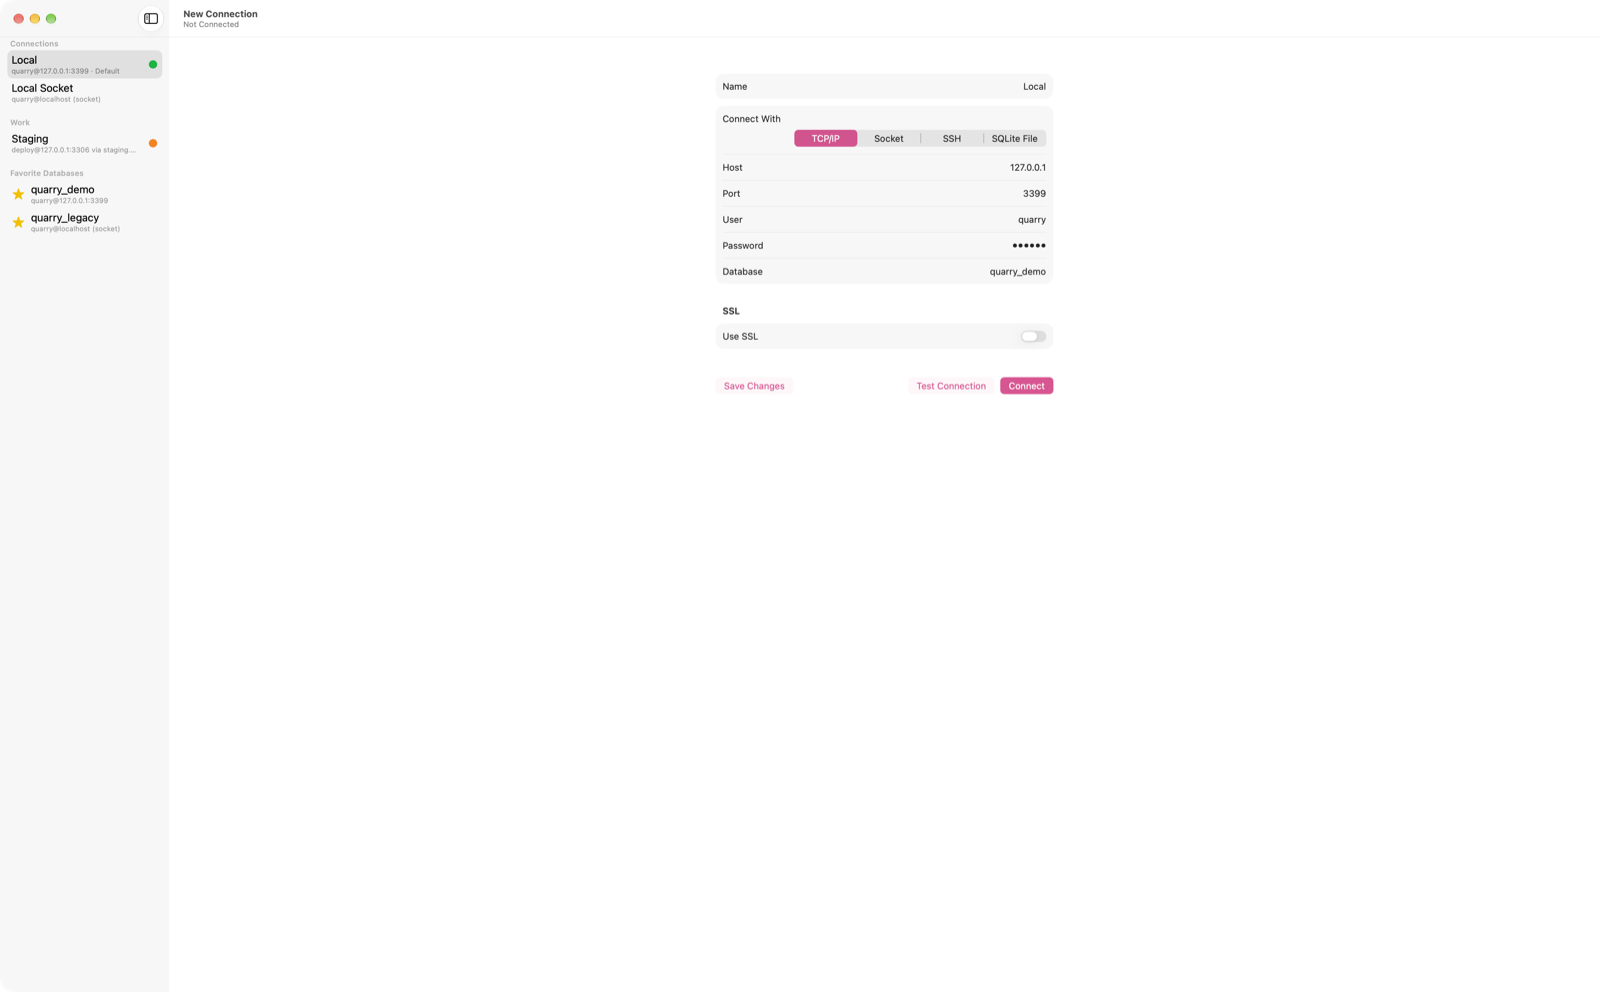 New Connection
Not Connected
Connections
Local
quarry@127.0.0.1:3399 · Default
Local Socket
quarry@localhost (socket)
Work
Staging
deploy@127.0.0.1:3306 via staging....
Favorite Databases
quarry_demo
quarry@127.0.0.1:3399
quarry_legacy
quarry@localhost (socket)
Name Local
Connect With
TCP/IP Socket SSH SQLite File
Host 127.0.0.1
Port 3399
User quarry
Password ••••••
Database quarry_demo
SSL
Use SSL
Save Changes Test Connection Connect